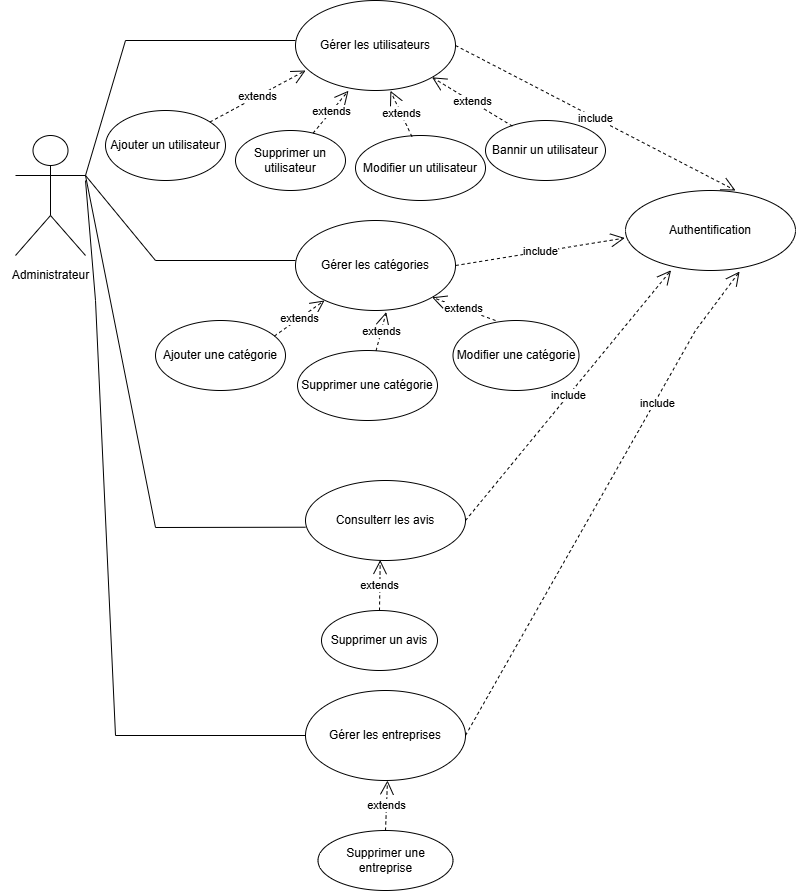 Gérer les utilisateurs
extends
extends
extends
extends
include
Ajouter un utilisateur
Supprimer un
utilisateur
Modifier un utilisateur
Bannir un utilisateur
Administrateur
Authentification
Gérer les catégories
include
extends
extends
extends
Ajouter une catégorie
Supprimer une catégorie
Modifier une catégorie
include
include
Consulterr les avis
extends
Supprimer un avis
Gérer les entreprises
extends
Supprimer une
entreprise